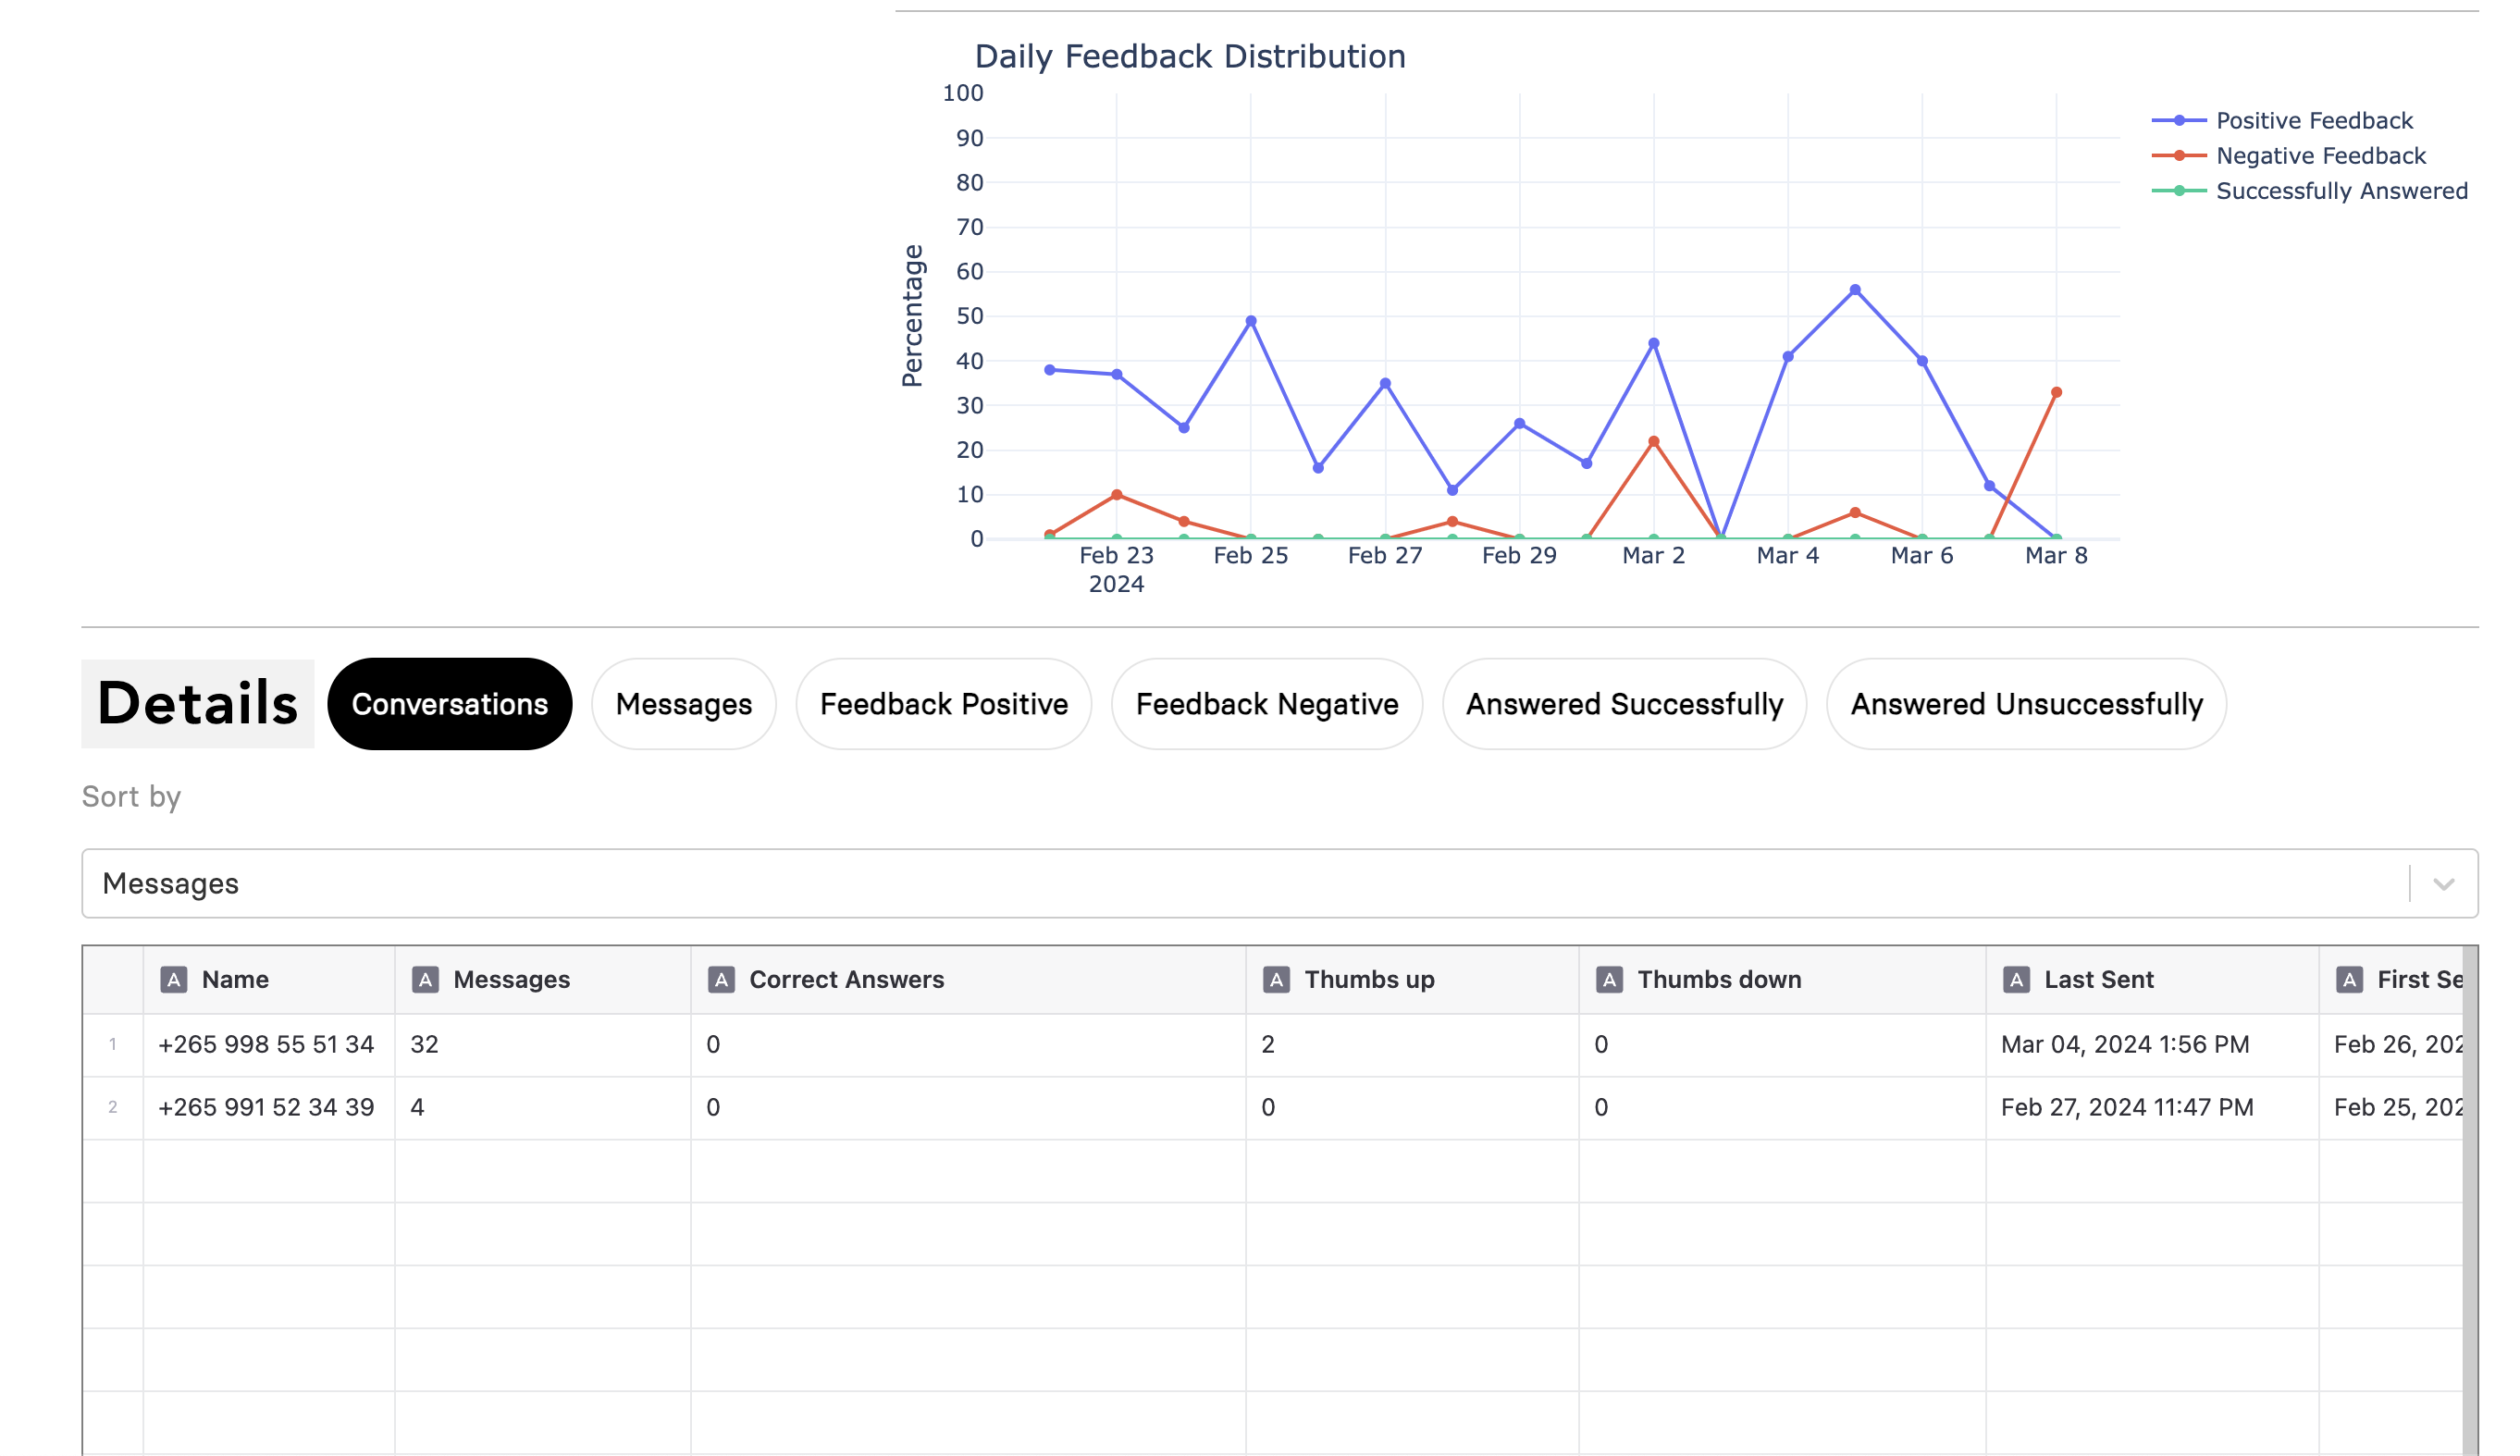 Daily Feedback Distribution
100
90
80
70
60
50
40
30
20
10
0
Percentage
Feb 23
2024
Feb 25
Feb 27
Feb 29
Mar 2
Mar 4
Mar 6
Mar 8
Positive Feedback
Negative Feedback
Successfully Answered
Details Conversations Messages Feedback Positive Feedback Negative Answered Successfully Answered Unsuccessfully
Sort by
Messages
A Name A Messages A Correct Answers A Thumbs up A Thumbs down A Last Sent A First Se
1 +265 998 55 51 34 32 0 2 0 Mar 04, 2024 1:56 PM Feb 26, 202
2 +265 991 52 34 39 4 0 0 0 Feb 27, 2024 11:47 PM Feb 25, 202